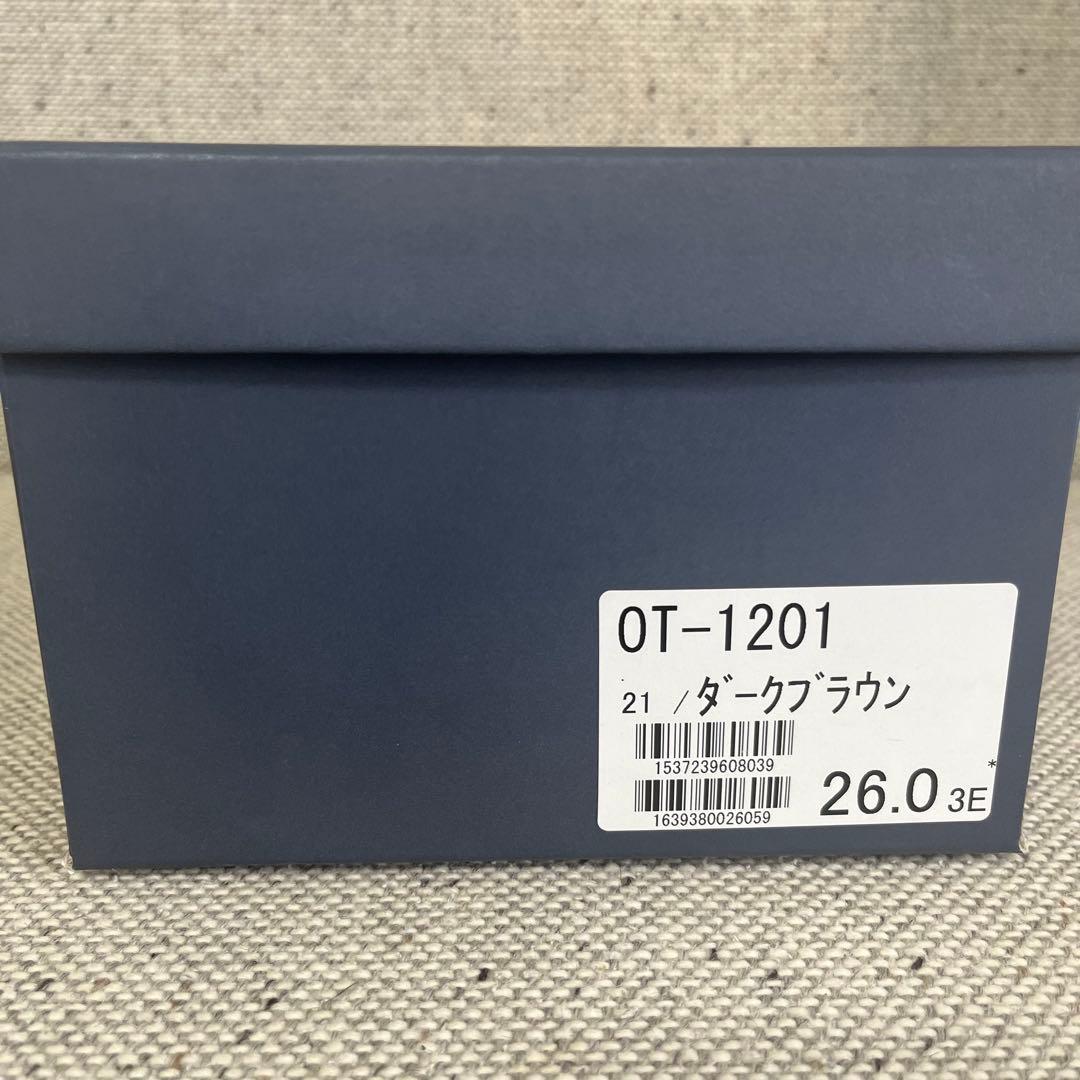 OT-1201
21 /ﾀﾞｰｸﾌﾞﾗｳﾝ
1537239608039
*
26.0 3E
1639380026059